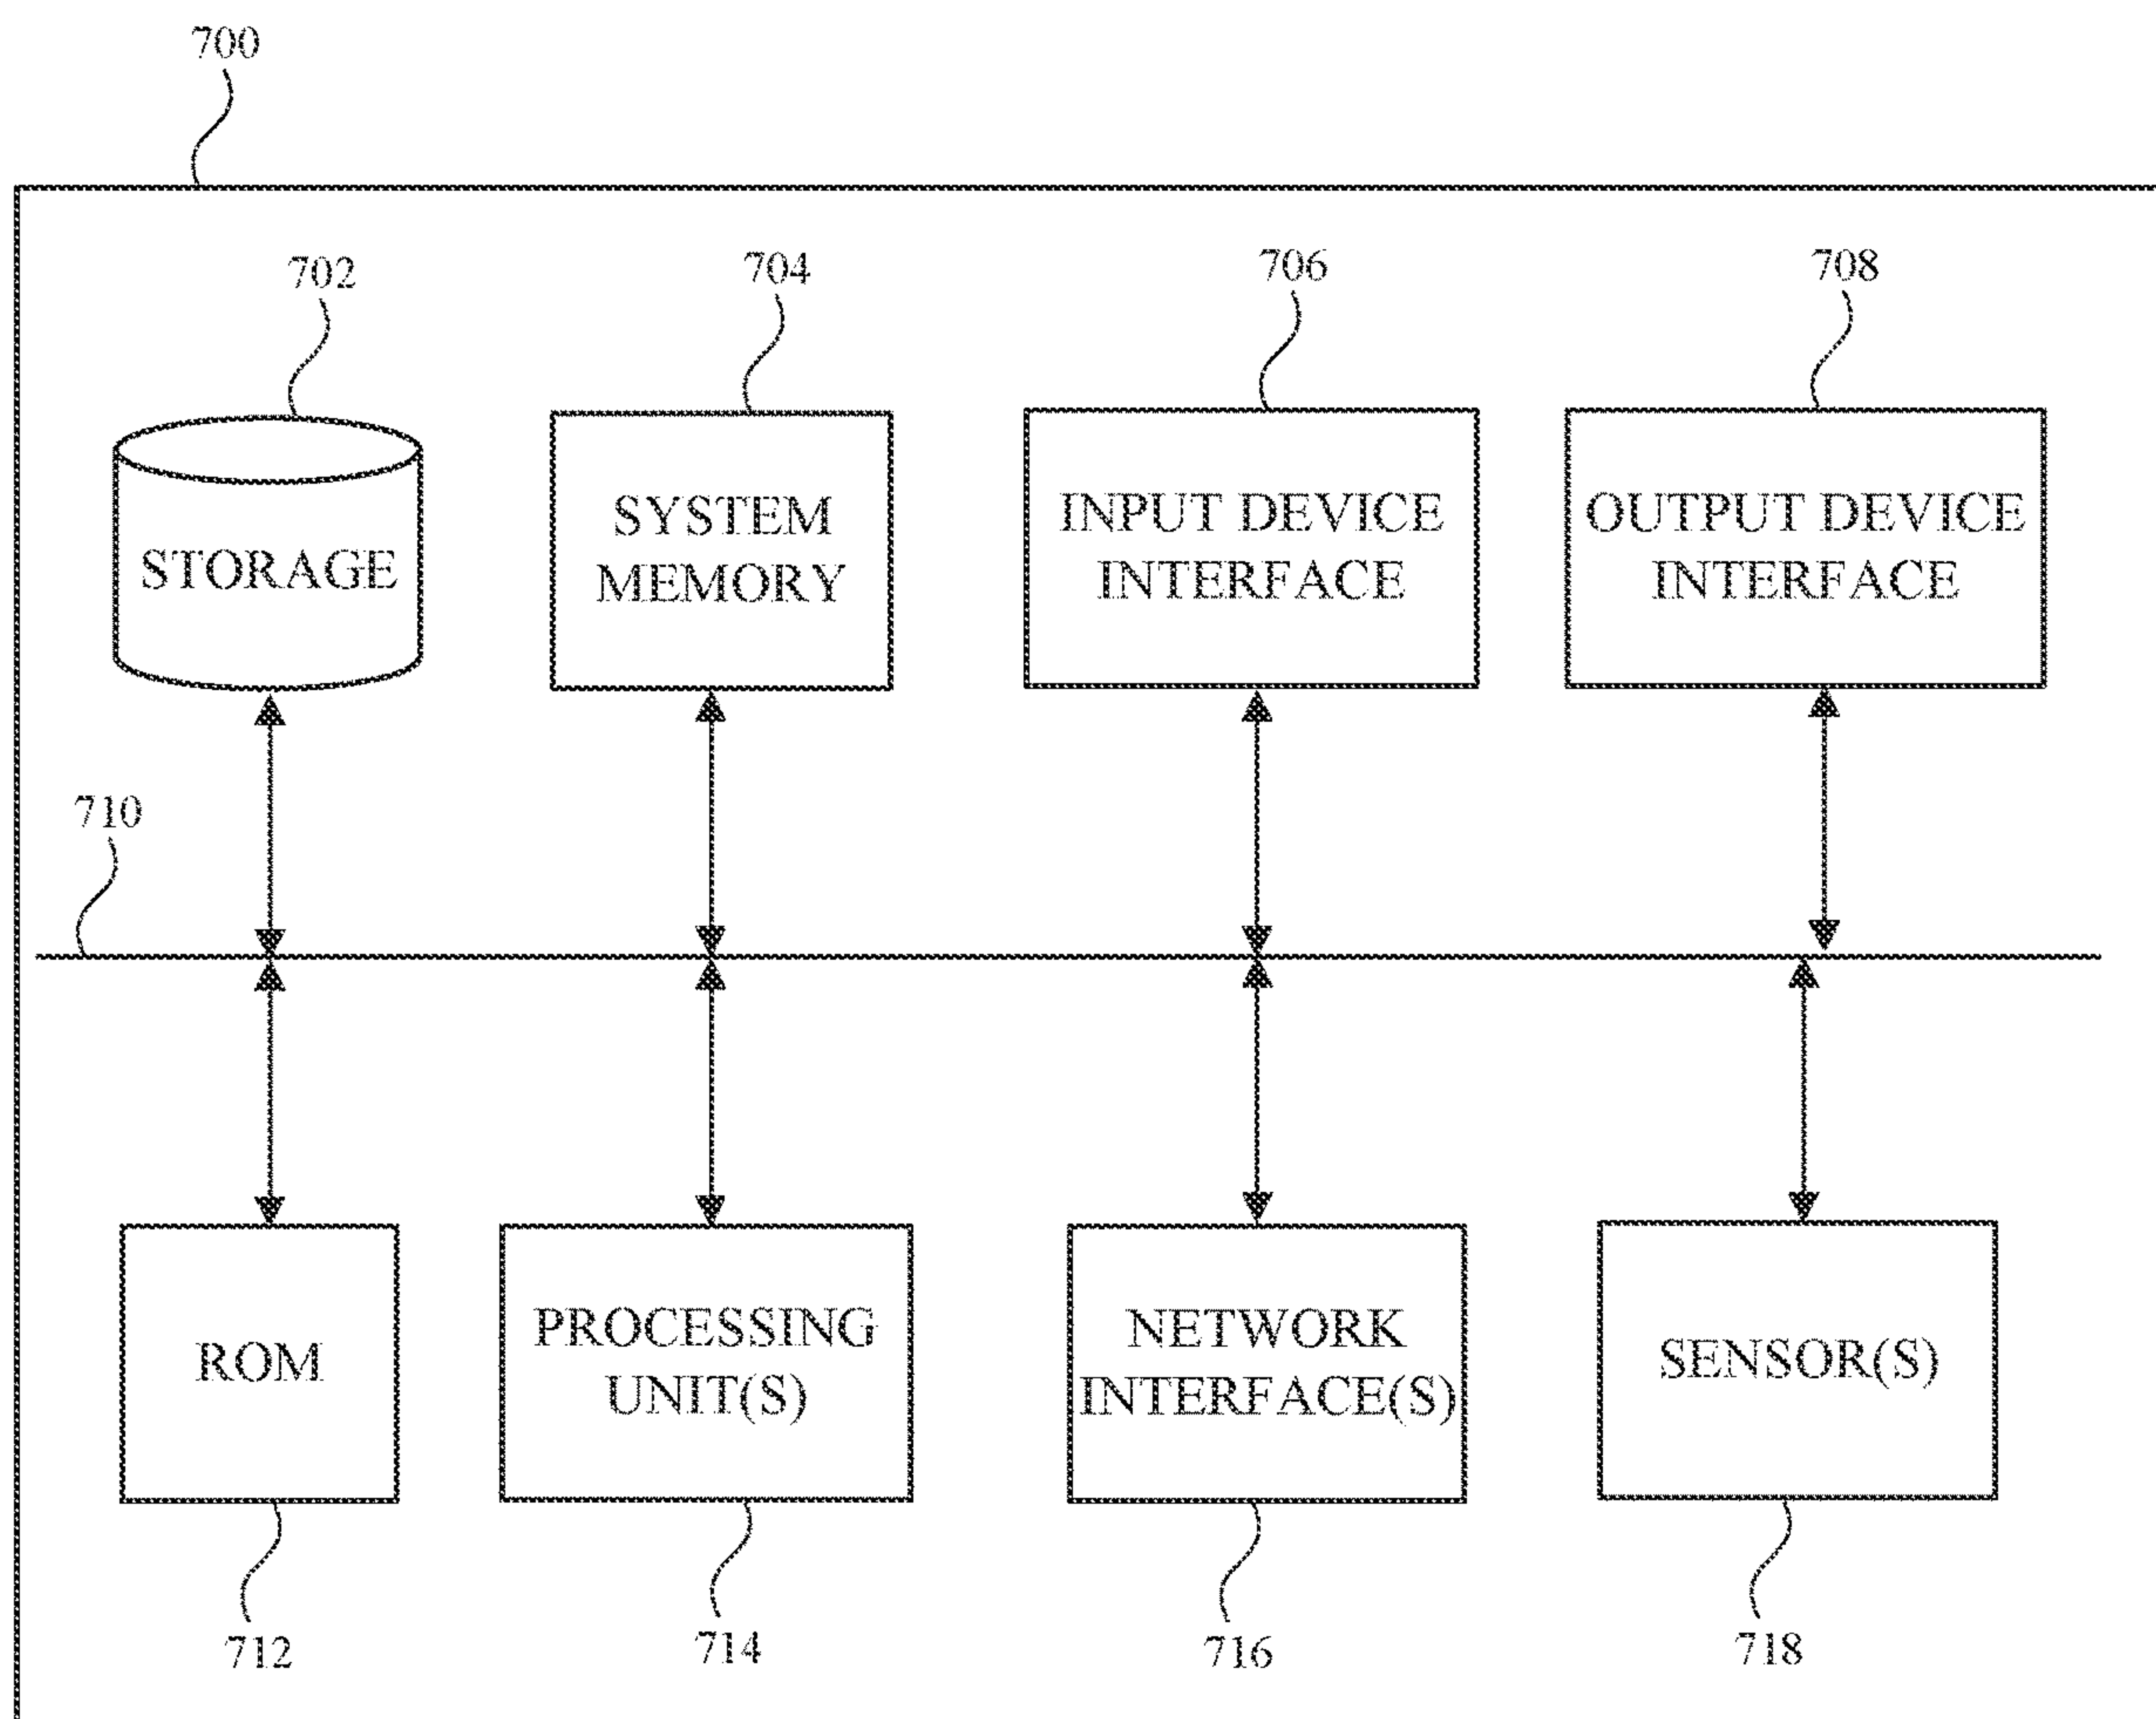 700
702
704
706
708
STORAGE
SYSTEM
MEMORY
INPUT DEVICE
INTERFACE
OUTPUT DEVICE
INTERFACE
710
ROM
PROCESSING
UNIT(S)
NETWORK
INTERFACE(S)
SENSOR(S)
712
714
716
718